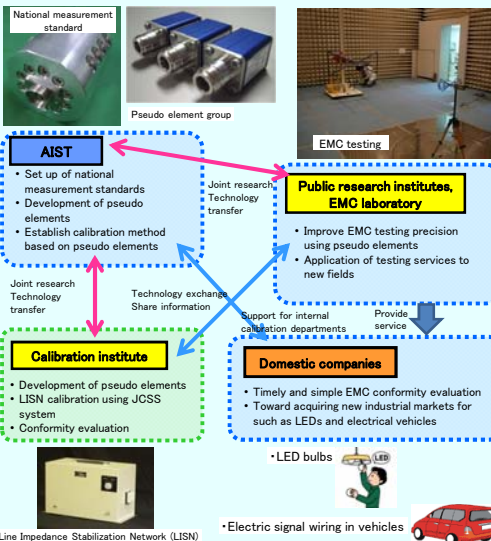 National measurement
standard
Pseudo element group
EMC testing
AIST
• Set up of national
measurement standards
• Development of pseudo
elements
• Establish calibration method
based on pseudo elements
Joint research
Technology
transfer
Public research institutes,
EMC laboratory
• Improve EMC testing precision
using pseudo elements
• Application of testing services to
new fields
Joint research
Technology
transfer
Technology exchange
Share information
Support for internal
calibration departments
Provide
service
Calibration institute
• Development of pseudo elements
• LISN calibration using JCSS
system
• Conformity evaluation
Domestic companies
• Timely and simple EMC conformity evaluation
• Toward acquiring new industrial markets for
such as LEDs and electrical vehicles
・LED bulbs
LED
・Electric signal wiring in vehicles
Line Impedance Stabilization Network (LISN)